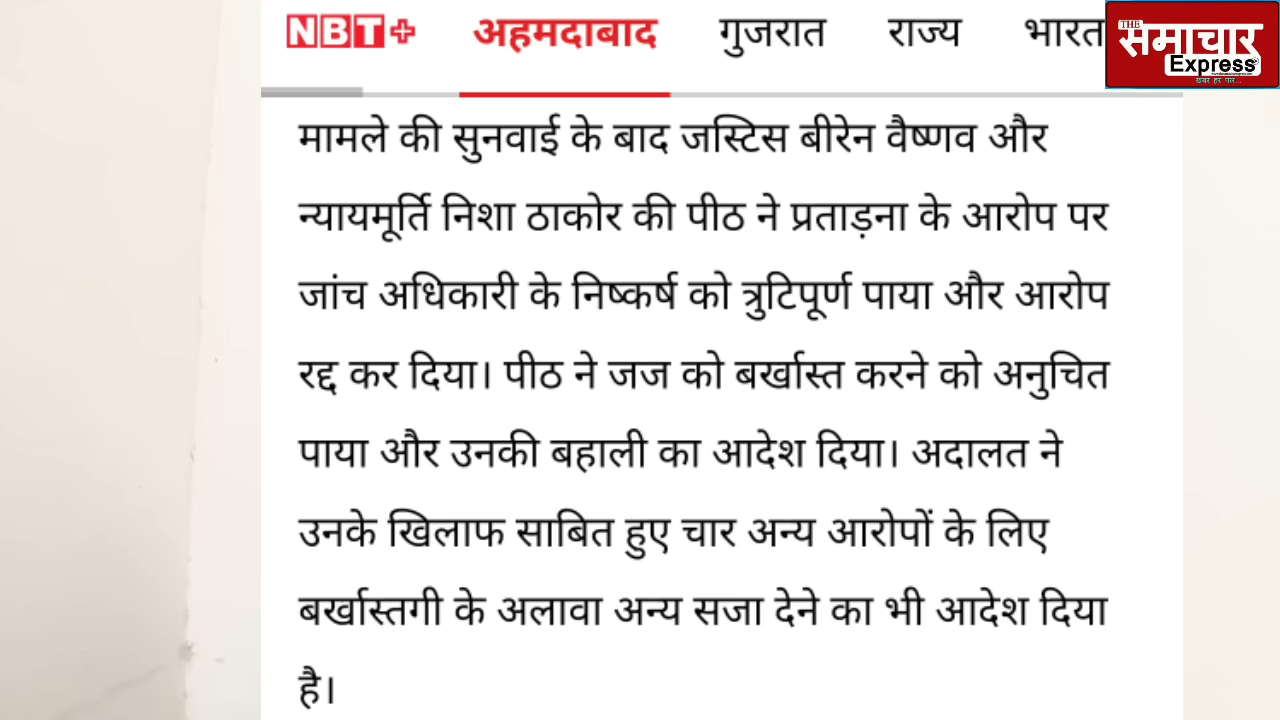 NBT+ अहमदाबाद गुजरात राज्य भारत
THE
समाचार
Express
मामले की सुनवाई के बाद जस्टिस बीरेन वैष्णव और
न्यायमूर्ति निशा ठाकोर की पीठ ने प्रताड़ना के आरोप पर
जांच अधिकारी के निष्कर्ष को त्रुटिपूर्ण पाया और आरोप
रद्द कर दिया। पीठ ने जज को बर्खास्त करने को अनुचित
पाया और उनकी बहाली का आदेश दिया। अदालत ने
उनके खिलाफ साबित हुए चार अन्य आरोपों के लिए
बर्खास्तगी के अलावा अन्य सजा देने का भी आदेश दिया
है।